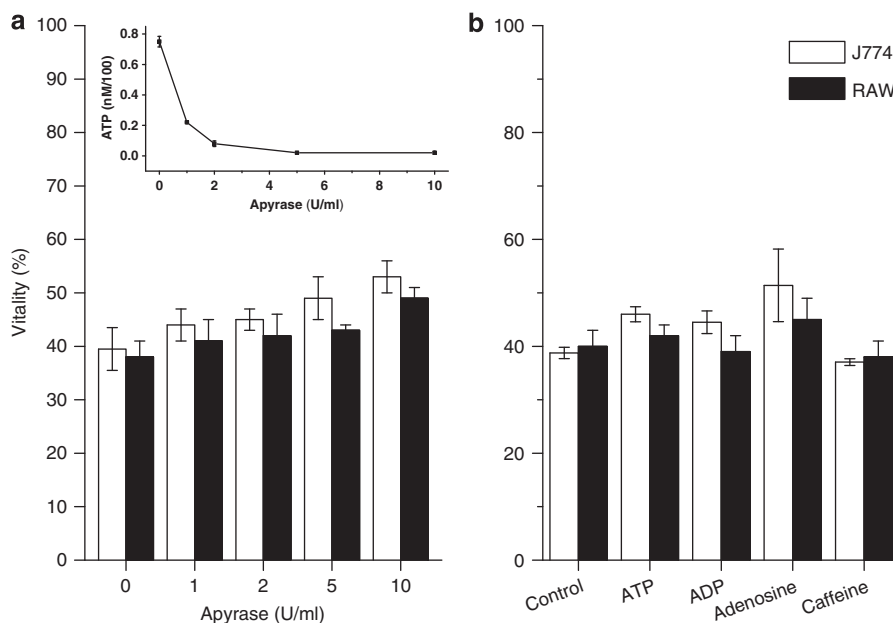 a
100
90
80
70
60
50
40
30
20
10
0
Vitality (%)
0 1 2 5 10
Apyrase (U/ml)
0.8
0.6
0.4
0.2
0.0
ATP (nM/100)
0 2 4 6 8 10
Apyrase (U/ml)
b
100
80
60
40
20
0
J774
RAW
Control ATP ADP Adenosine Caffeine